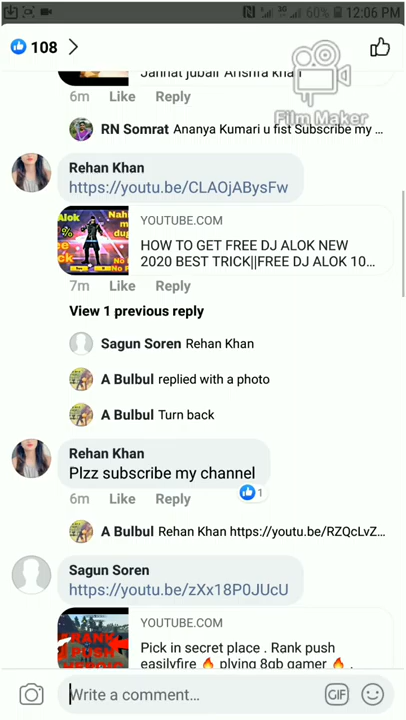 60% 12:06 PM
108
Jannat jubair Arishfa khan
6m Like Reply
Film Maker
RN Somrat Ananya Kumari u fist Subscribe my ...
Rehan Khan
https://youtu.be/CLAOjABysFw
Alok
YOUTUBE.COM
HOW TO GET FREE DJ ALOK NEW
2020 BEST TRICK||FREE DJ ALOK 10...
7m Like Reply
View 1 previous reply
Sagun Soren Rehan Khan
A Bulbul replied with a photo
A Bulbul Turn back
Rehan Khan
Plzz subscribe my channel
6m Like Reply 1
A Bulbul Rehan Khan https://youtu.be/RZQcLvZ...
Sagun Soren
https://youtu.be/zXx18P0JUcU
YOUTUBE.COM
RANK
PUSH
Pick in secret place . Rank push
easilyfire 🔥 plying 8gb gamer 🔥 .
Write a comment...
GIF